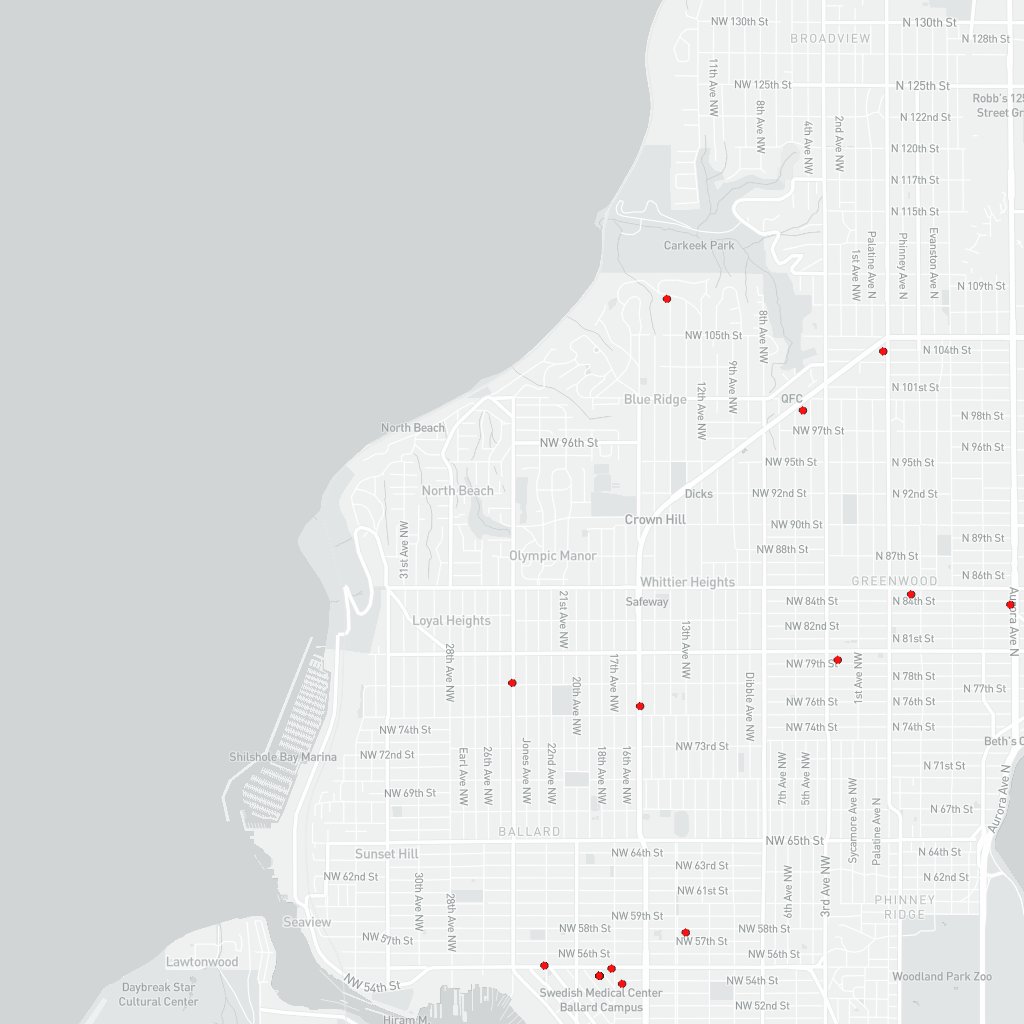 NW 130th St
N 130th St
BROADVIEW
N 128th St
11th Ave NW
NW 125th St
N 125th St
Robb's 125
Street Gr
8th Ave NW
4th Ave NW
2nd Ave NW
N 122nd St
N 120th St
N 117th St
N 115th St
Carkeek Park
1st Ave NW
Palatine Ave N
Phinney Ave N
Evanston Ave N
N 109th St
8th Ave NW
NW 105th St
N 104th St
9th Ave NW
12th Ave NW
N 101st St
Blue Ridge
QFC
N 98th St
North Beach
NW 97th St
NW 96th St
N 96th St
NW 95th St
N 95th St
North Beach
Dicks
NW 92nd St
N 92nd St
Crown Hill
NW 90th St
31st Ave NW
N 89th St
NW 88th St
Olympic Manor
N 87th St
N 86th St
Whittier Heights
GREENWOOD
21st Ave NW
Safeway
NW 84th St
N 84th St
Aurora Ave N
Loyal Heights
NW 82nd St
13th Ave NW
N 81st St
28th Ave NW
17th Ave NW
NW 79th St
1st Ave NW
20th Ave NW
Dibble Ave NW
N 78th St
N 77th St
NW 76th St
N 76th St
NW 74th St
NW 74th St
N 74th St
Beth's C
NW 73rd St
Shilshole Bay Marina
NW 72nd St
Earl Ave NW
26th Ave NW
Jones Ave NW
22nd Ave NW
18th Ave NW
16th Ave NW
7th Ave NW
5th Ave NW
N 71st St
Sycamore Ave NW
Palatine Ave N
Aurora Ave N
NW 69th St
N 67th St
BALLARD
NW 65th St
Sunset Hill
NW 64th St
N 64th St
NW 63rd St
NW 62nd St
N 62nd St
30th Ave NW
28th Ave NW
NW 61st St
6th Ave NW
3rd Ave NW
PHINNEY
RIDGE
Seaview
NW 59th St
NW 58th St
NW 58th St
NW 57th St
NW 57th St
NW 56th St
NW 56th St
Lawtonwood
NW 54th St
NW 54th St
Woodland Park Zoo
Daybreak Star
Cultural Center
Swedish Medical Center
Ballard Campus
NW 52nd St
Hiram M.